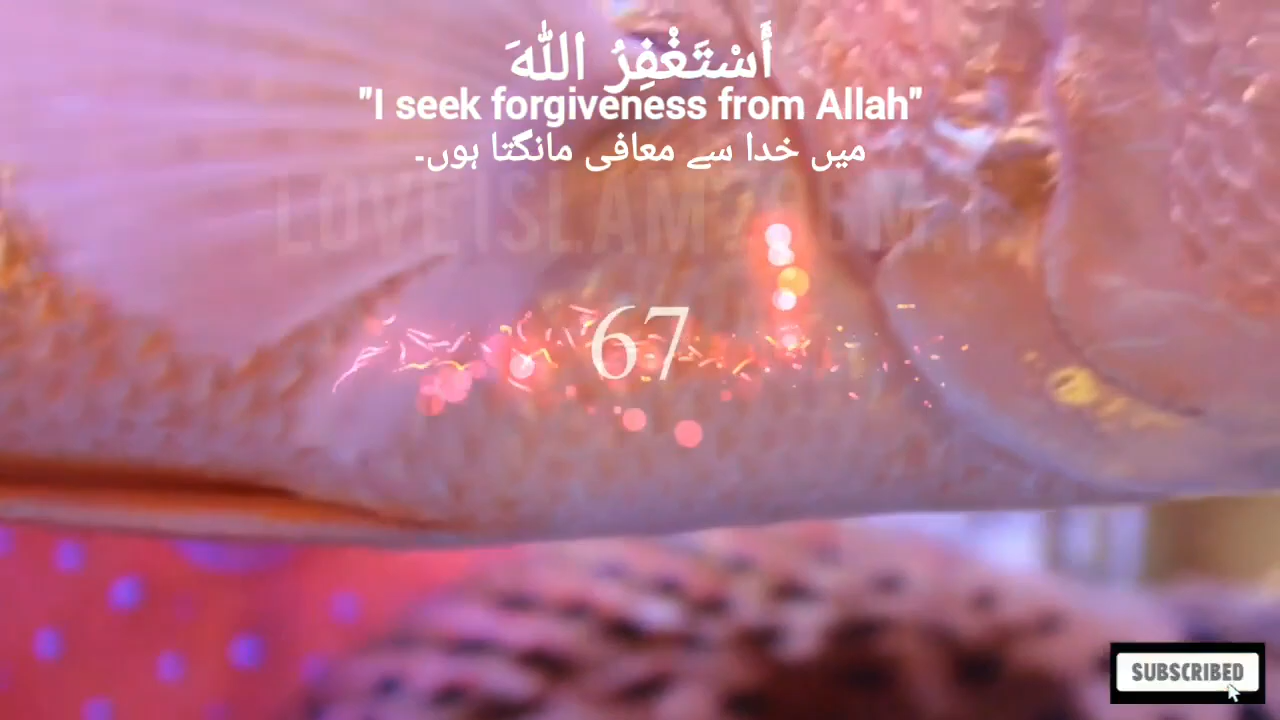 أَسْتَغْفِرُ اللّٰهَ
"I seek forgiveness from Allah"
میں خدا سے معافی مانگتا ہوں۔
67
SUBSCRIBED